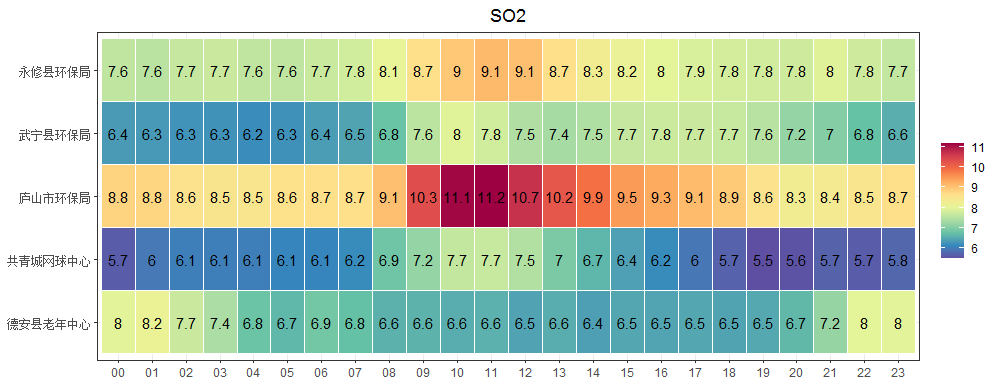 SO2
永修县环保局 7.6 7.6 7.7 7.7 7.6 7.6 7.7 7.8 8.1 8.7 9 9.1 9.1 8.7 8.3 8.2 8 7.9 7.8 7.8 7.8 8 7.8 7.7
武宁县环保局 6.4 6.3 6.3 6.3 6.2 6.3 6.4 6.5 6.8 7.6 8 7.8 7.5 7.4 7.5 7.7 7.8 7.7 7.7 7.6 7.2 7 6.8 6.6
庐山市环保局 8.8 8.8 8.6 8.5 8.5 8.6 8.7 8.7 9.1 10.3 11.1 11.2 10.7 10.2 9.9 9.5 9.3 9.1 8.9 8.6 8.3 8.4 8.5 8.7
共青城网球中心 5.7 6 6.1 6.1 6.1 6.1 6.1 6.2 6.9 7.2 7.7 7.7 7.5 7 6.7 6.4 6.2 6 5.7 5.5 5.6 5.7 5.7 5.8
德安县老年中心 8 8.2 7.7 7.4 6.8 6.7 6.9 6.8 6.6 6.6 6.6 6.6 6.5 6.6 6.4 6.5 6.5 6.5 6.5 6.5 6.7 7.2 8 8
00 01 02 03 04 05 06 07 08 09 10 11 12 13 14 15 16 17 18 19 20 21 22 23
11
10
9
8
7
6